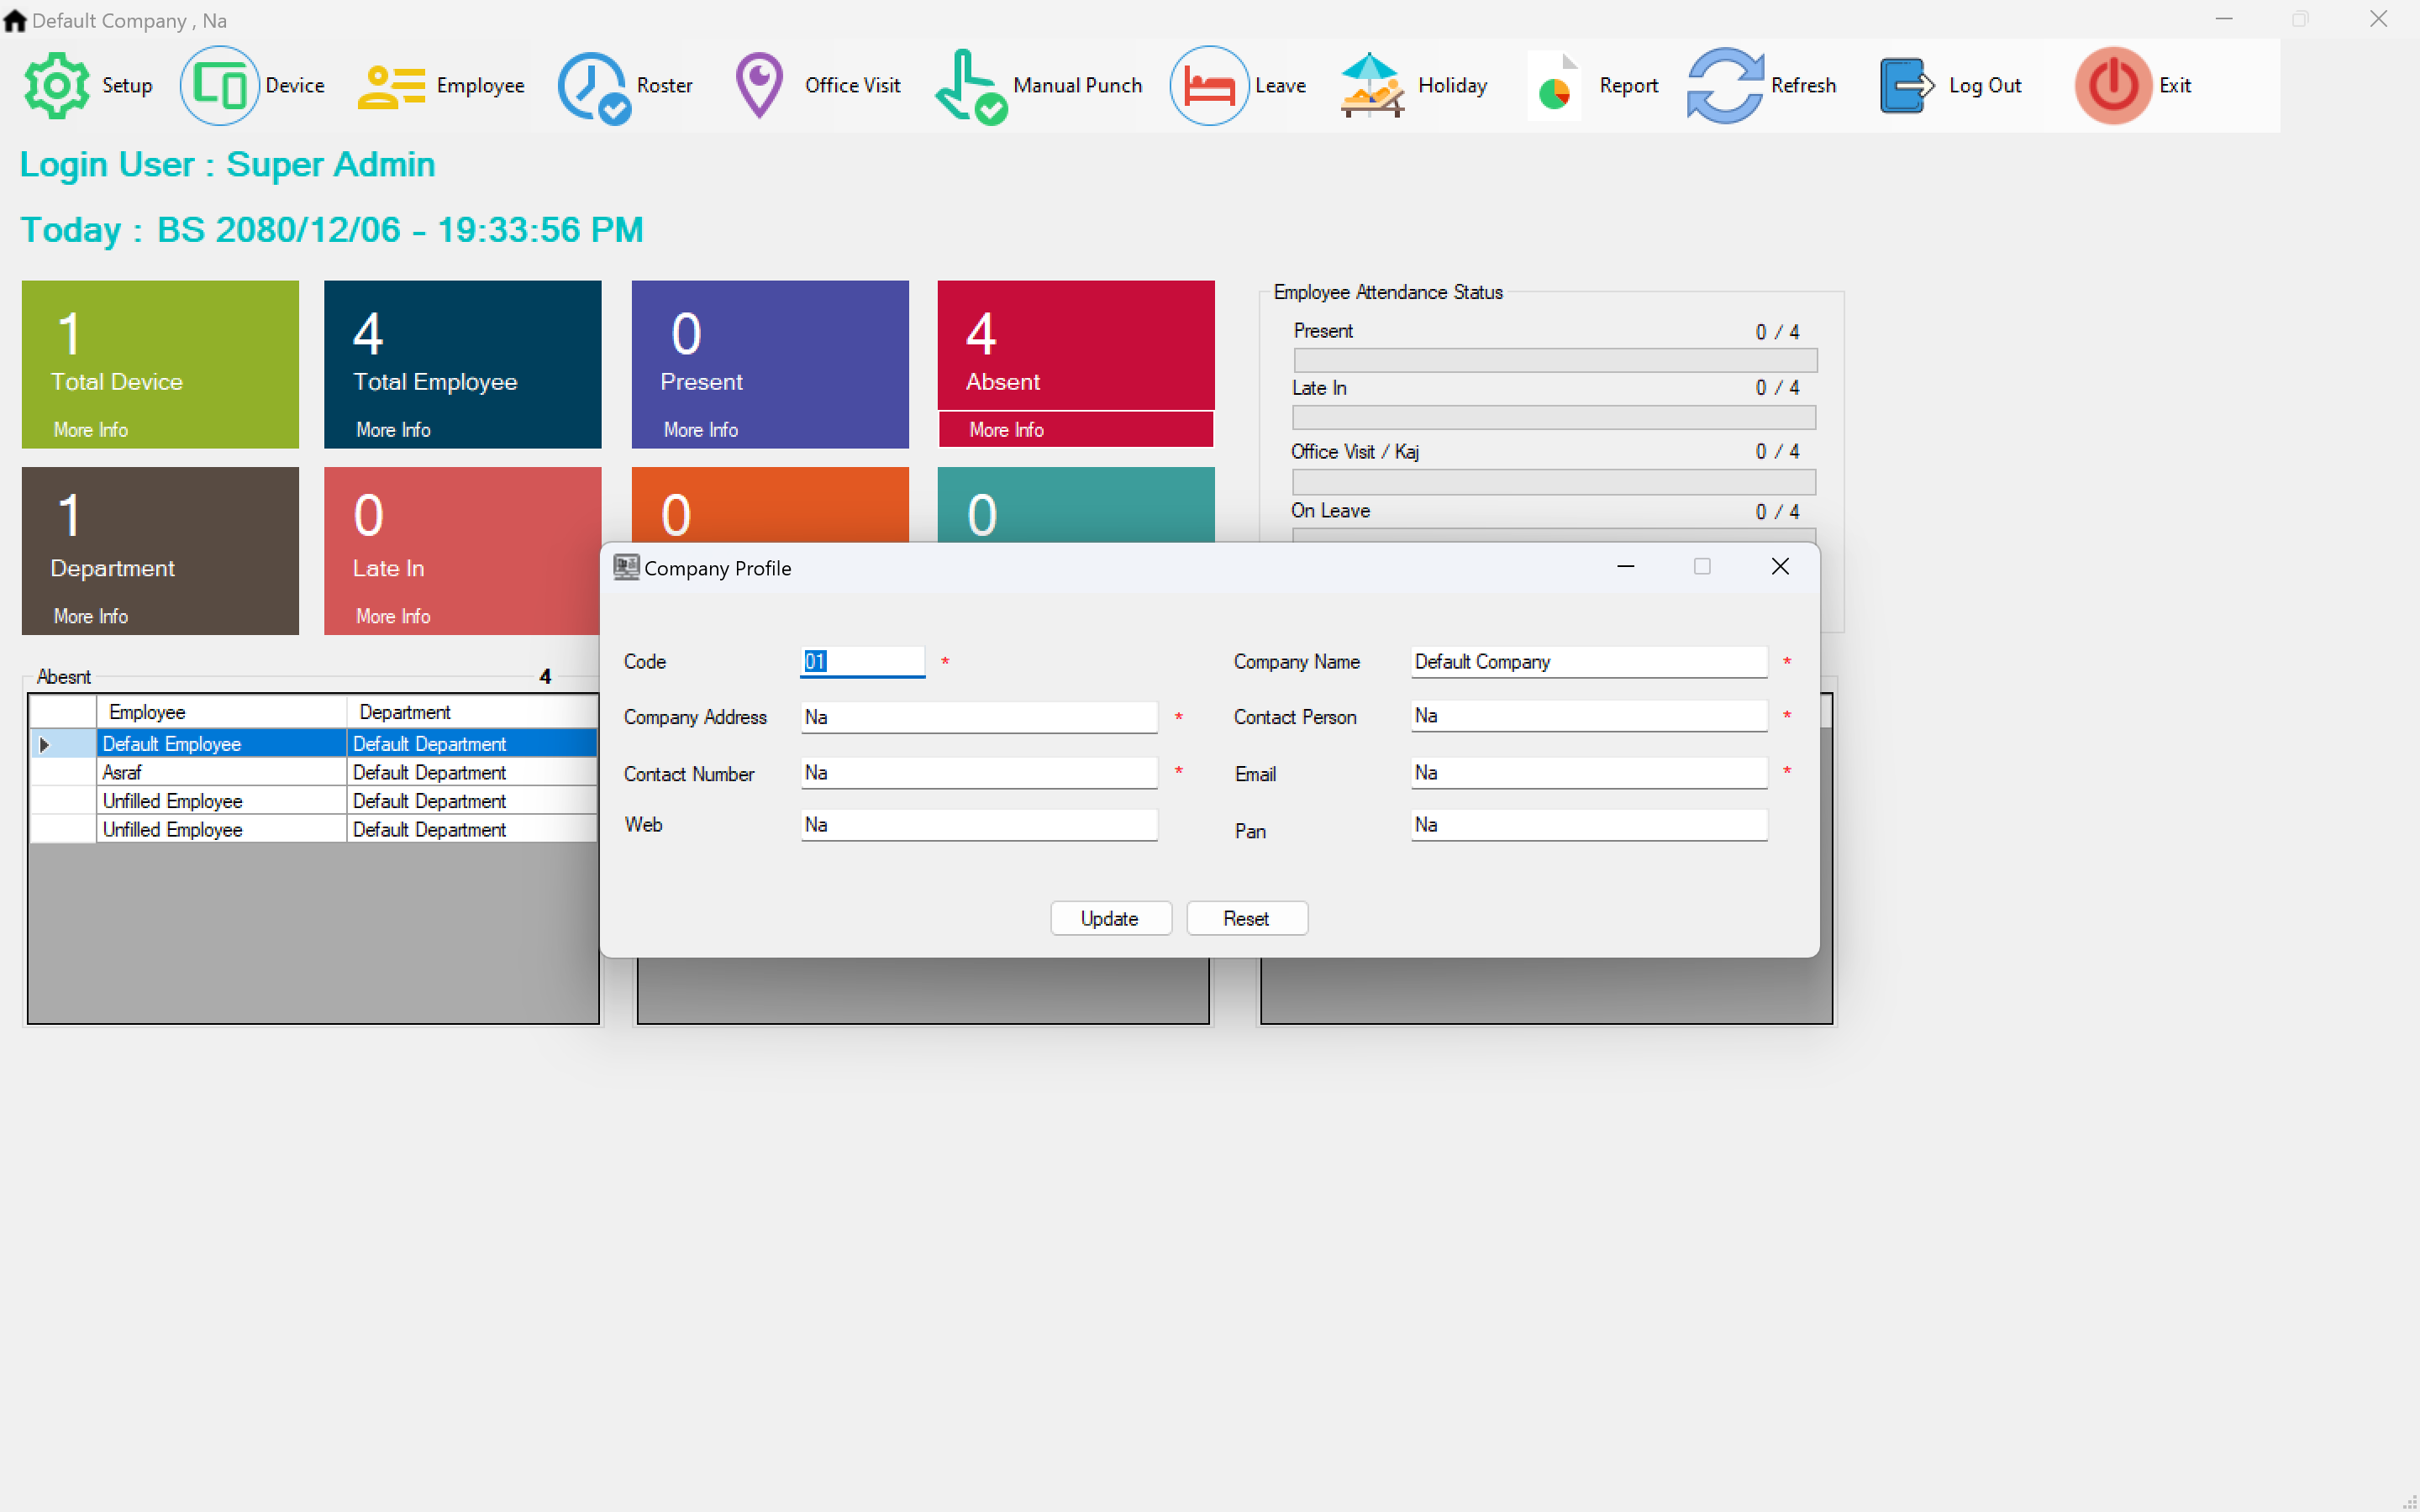 Default Company , Na
Setup Device Employee Roster Office Visit Manual Punch Leave Holiday Report Refresh Log Out Exit
Login User : Super Admin
Today : BS 2080/12/06 - 19:33:56 PM
1
Total Device
More Info
4
Total Employee
More Info
0
Present
More Info
4
Absent
More Info
Employee Attendance Status
Present 0 / 4
Late In 0 / 4
Office Visit / Kaj 0 / 4
On Leave 0 / 4
1
Department
More Info
0
Late In
More Info
0
0
Abesnt 4
Employee Department
Default Employee Default Department
Asraf Default Department
Unfilled Employee Default Department
Unfilled Employee Default Department
Company Profile
Code 01 *
Company Name Default Company *
Company Address Na *
Contact Person Na *
Contact Number Na *
Email Na *
Web Na
Pan Na
Update Reset